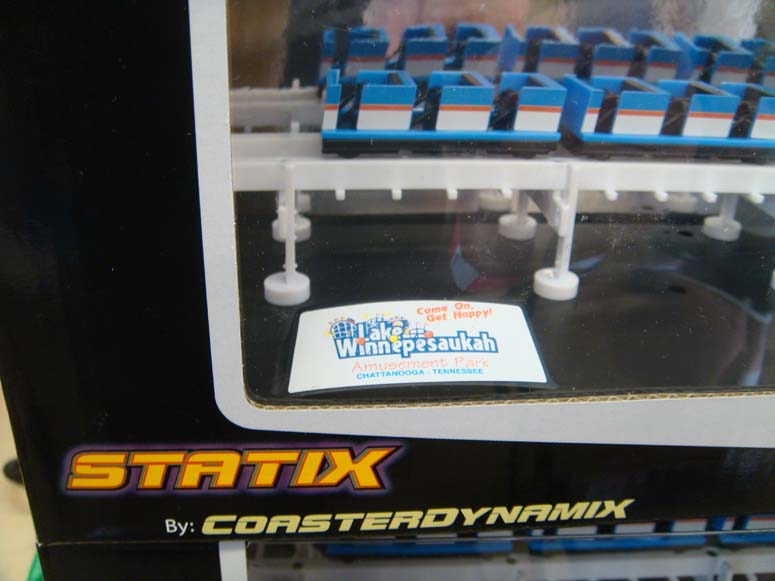 Come On,
Get Happy!
Lake
Winnepesaukah
Amusement Park
CHATTANOOGA - TENNESSEE
STATIX
By: COASTERDYNAMIX